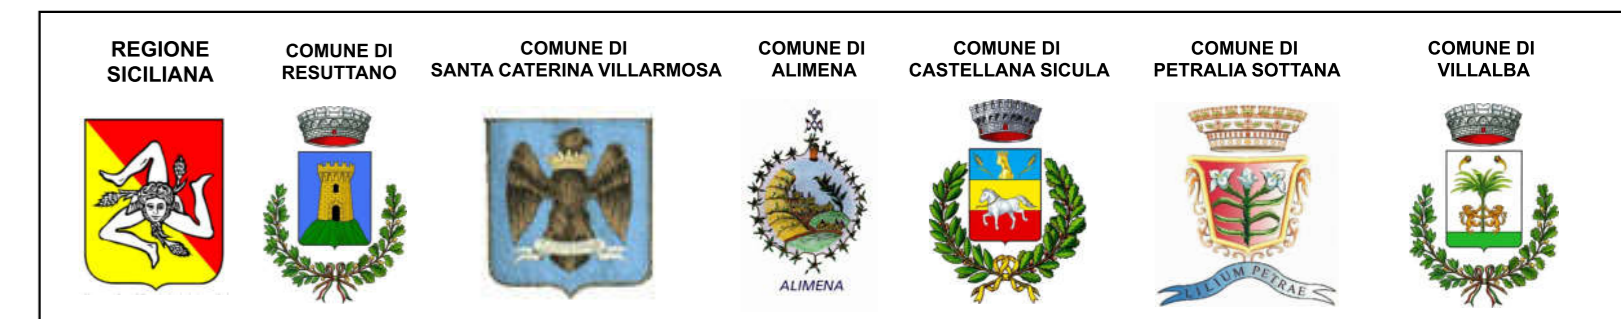 REGIONE
SICILIANA
COMUNE DI
RESUTTANO
COMUNE DI
SANTA CATERINA VILLARMOSA
COMUNE DI
ALIMENA
COMUNE DI
CASTELLANA SICULA
COMUNE DI
PETRALIA SOTTANA
COMUNE DI
VILLALBA
ALIMENA
LILIUM PETRAE